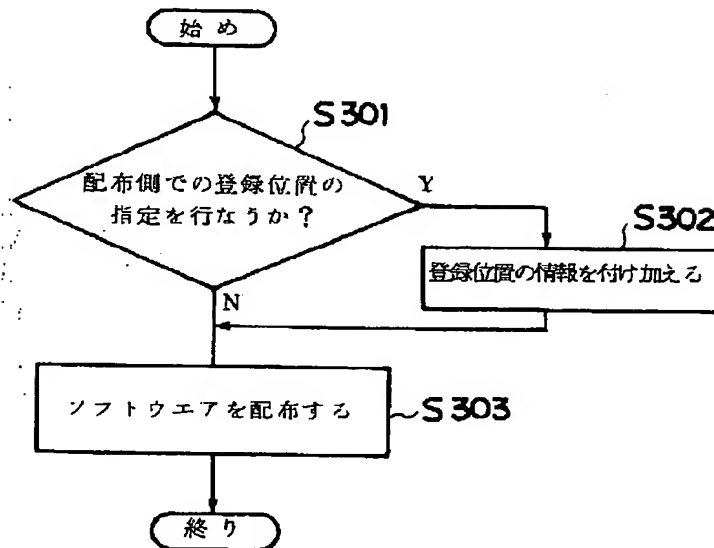 始め
S301
配布側での登録位置の
指定を行なうか？
Y
S302
登録位置の情報を付け加える
N
ソフトウエアを配布する
S303
終り